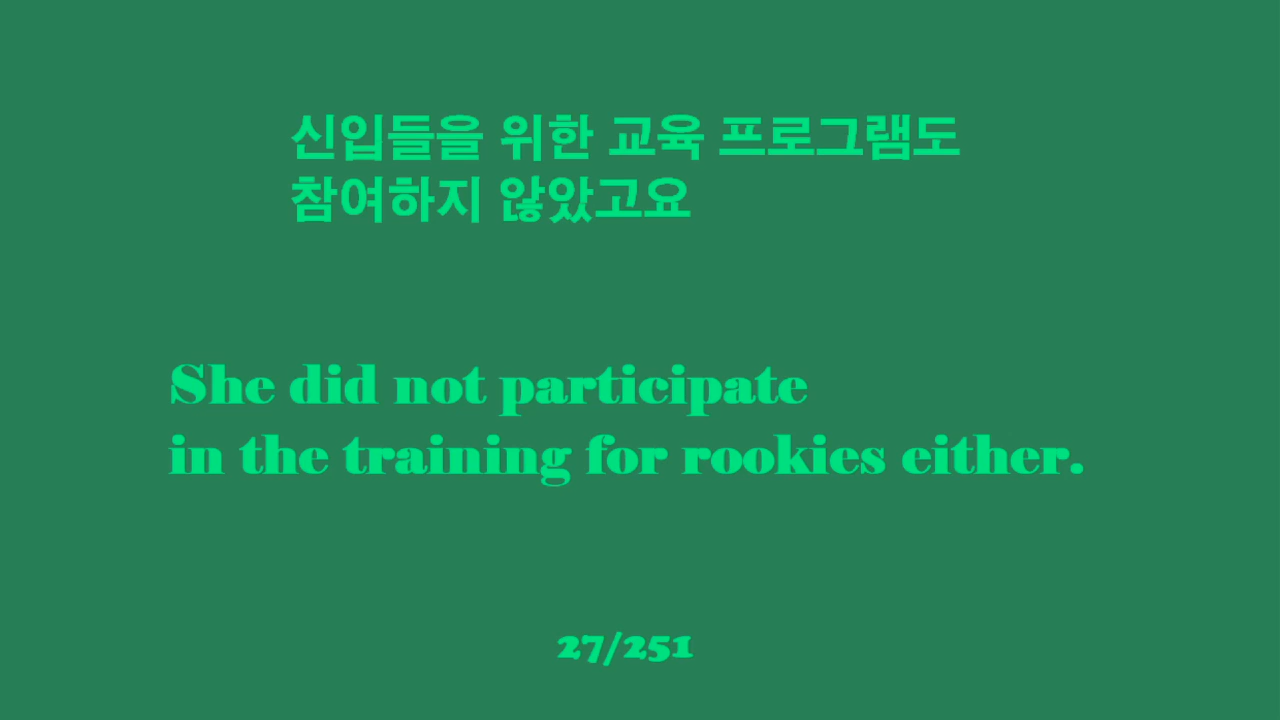 신입들을 위한 교육 프로그램도
참여하지 않았고요
She did not participate
in the training for rookies either.
27/251